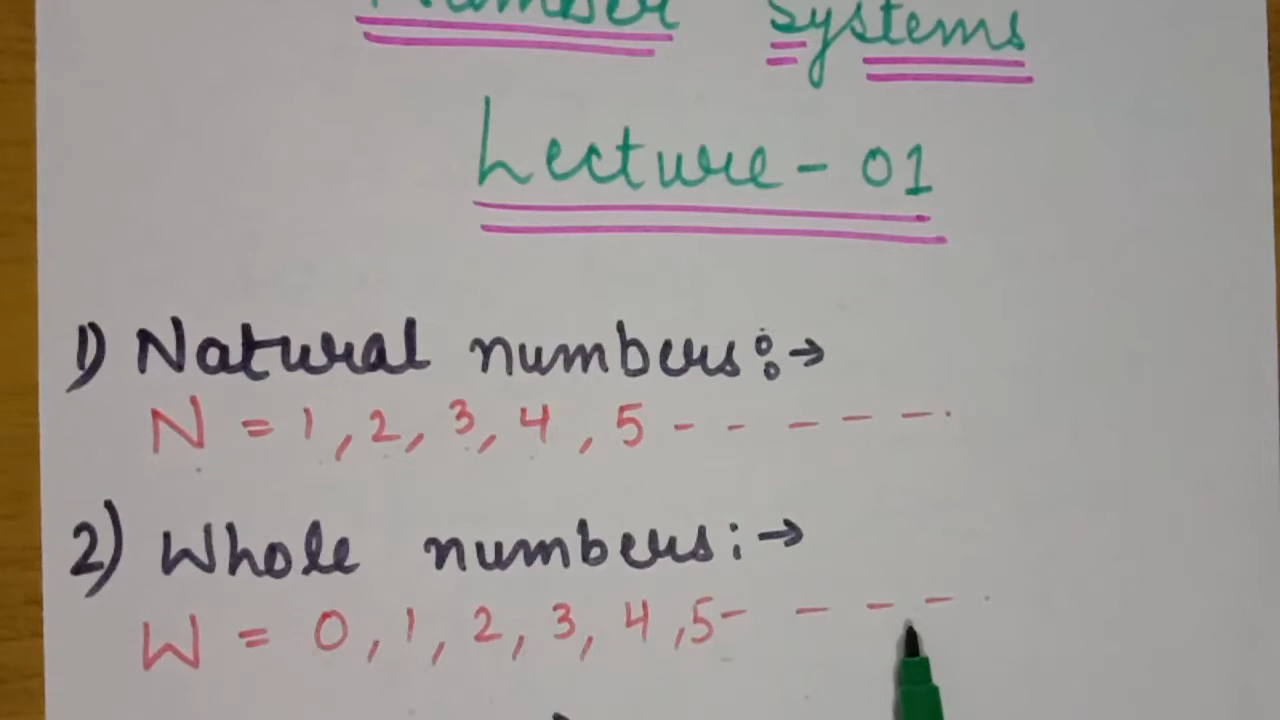 Number Systems
Lecture - 01
1) Natural numbers:→
N = 1, 2, 3, 4, 5 - - - - - .
2) Whole numbers:→
W = 0, 1, 2, 3, 4, 5 - - - - .